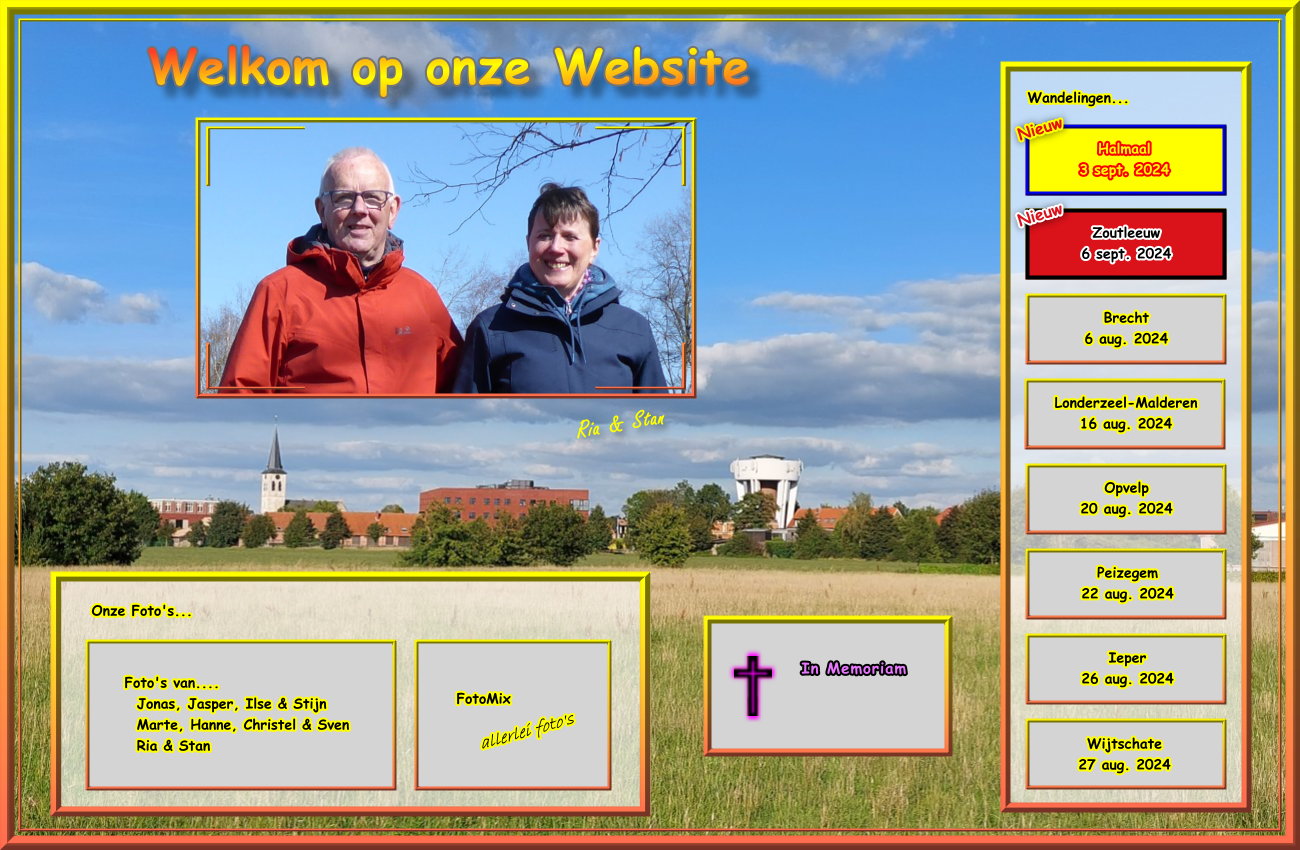 Welkom op onze Website
Ria & Stan
Wandelingen...
Nieuw
Halmaal
3 sept. 2024
Nieuw
Zoutleeuw
6 sept. 2024
Brecht
6 aug. 2024
Londerzeel-Malderen
16 aug. 2024
Opvelp
20 aug. 2024
Peizegem
22 aug. 2024
Ieper
26 aug. 2024
Wijtschate
27 aug. 2024
Onze Foto's...
Foto's van....
Jonas, Jasper, Ilse & Stijn
Marte, Hanne, Christel & Sven
Ria & Stan
FotoMix
allerlei foto's
In Memoriam